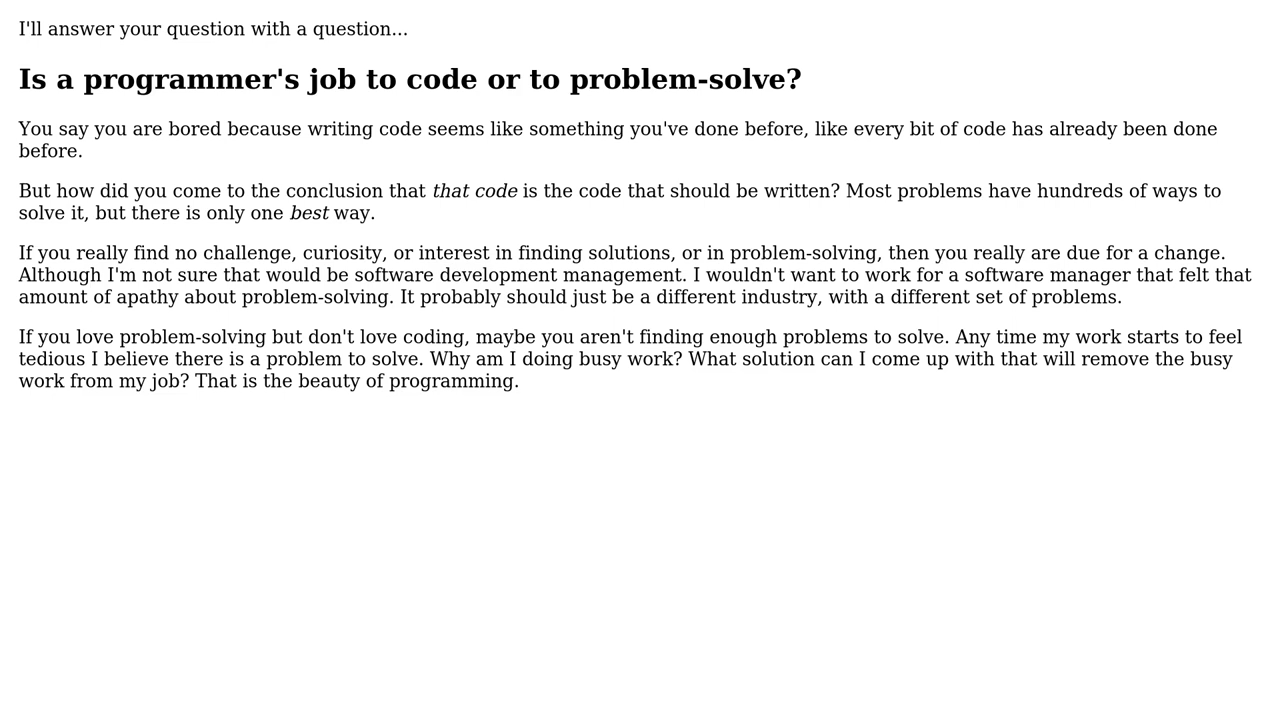 I'll answer your question with a question...
Is a programmer's job to code or to problem-solve?
You say you are bored because writing code seems like something you've done before, like every bit of code has already been done
before.
But how did you come to the conclusion that that code is the code that should be written? Most problems have hundreds of ways to
solve it, but there is only one best way.
If you really find no challenge, curiosity, or interest in finding solutions, or in problem-solving, then you really are due for a change.
Although I'm not sure that would be software development management. I wouldn't want to work for a software manager that felt that
amount of apathy about problem-solving. It probably should just be a different industry, with a different set of problems.
If you love problem-solving but don't love coding, maybe you aren't finding enough problems to solve. Any time my work starts to feel
tedious I believe there is a problem to solve. Why am I doing busy work? What solution can I come up with that will remove the busy
work from my job? That is the beauty of programming.